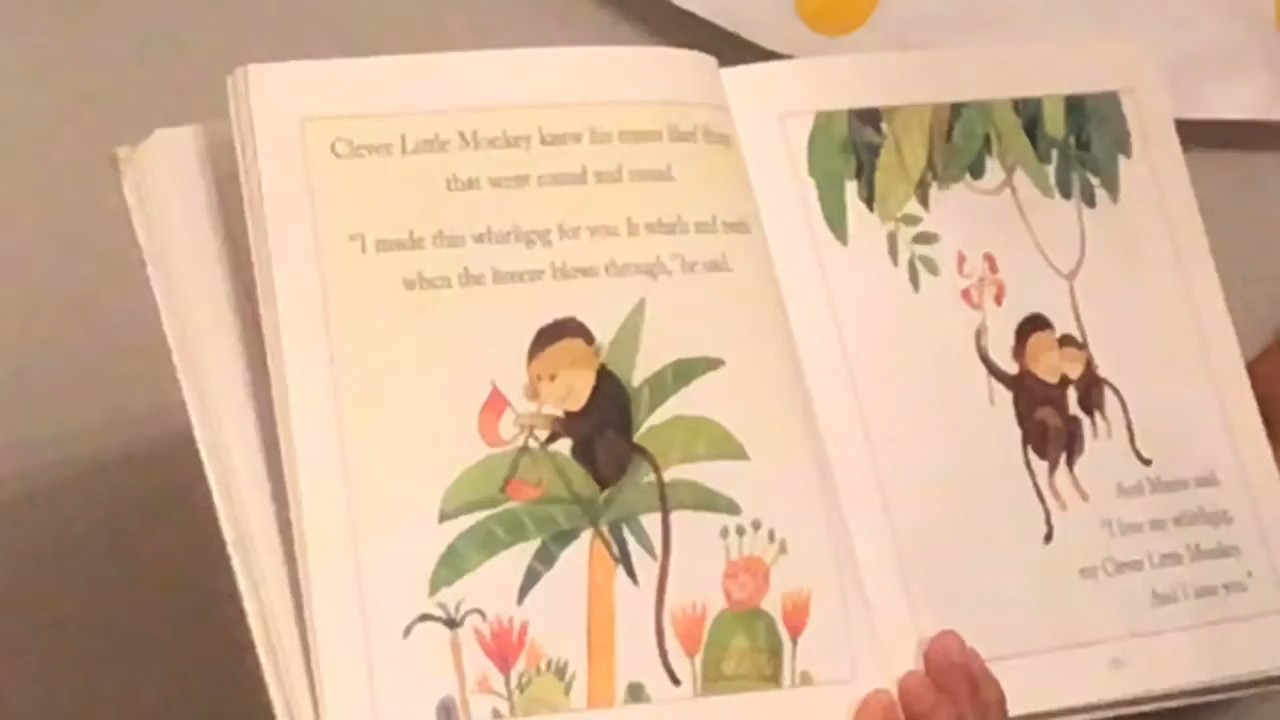 Clever Little Monkey knew his mum liked things
that went round and round.
"I made this whirligig for you. It whirls and twirls
when the breeze blows through," he said.
And Mama said,
"I love my whirligig,
my Clever Little Monkey.
And I love you."